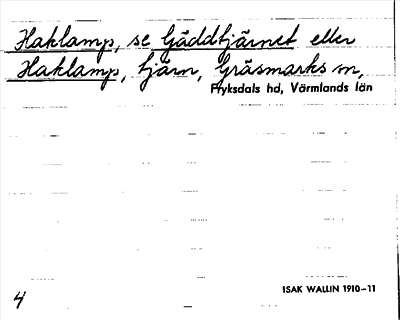 Haklamp, se Gäddtjärnet eller
Haklamp, tjärn, Gräsmarks sn,
Fryksdals hd, Värmlands län
ISAK WALLIN 1910-11
4